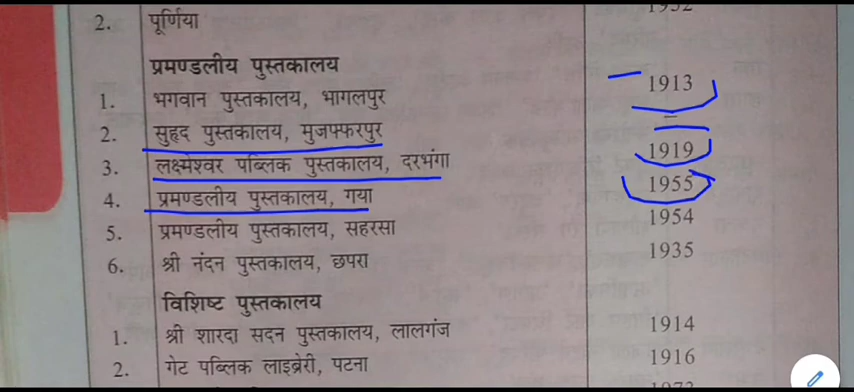 2. पूर्णिया
प्रमण्डलीय पुस्तकालय
1. भगवान पुस्तकालय, भागलपुर 1913
2. सुहृद पुस्तकालय, मुजफ्फरपुर –
3. लक्ष्मेश्वर पब्लिक पुस्तकालय, दरभंगा 1919
4. प्रमण्डलीय पुस्तकालय, गया 1955
5. प्रमण्डलीय पुस्तकालय, सहरसा 1954
6. श्री नंदन पुस्तकालय, छपरा 1935
विशिष्ट पुस्तकालय
1. श्री शारदा सदन पुस्तकालय, लालगंज 1914
2. गेट पब्लिक लाइब्रेरी, पटना 1916